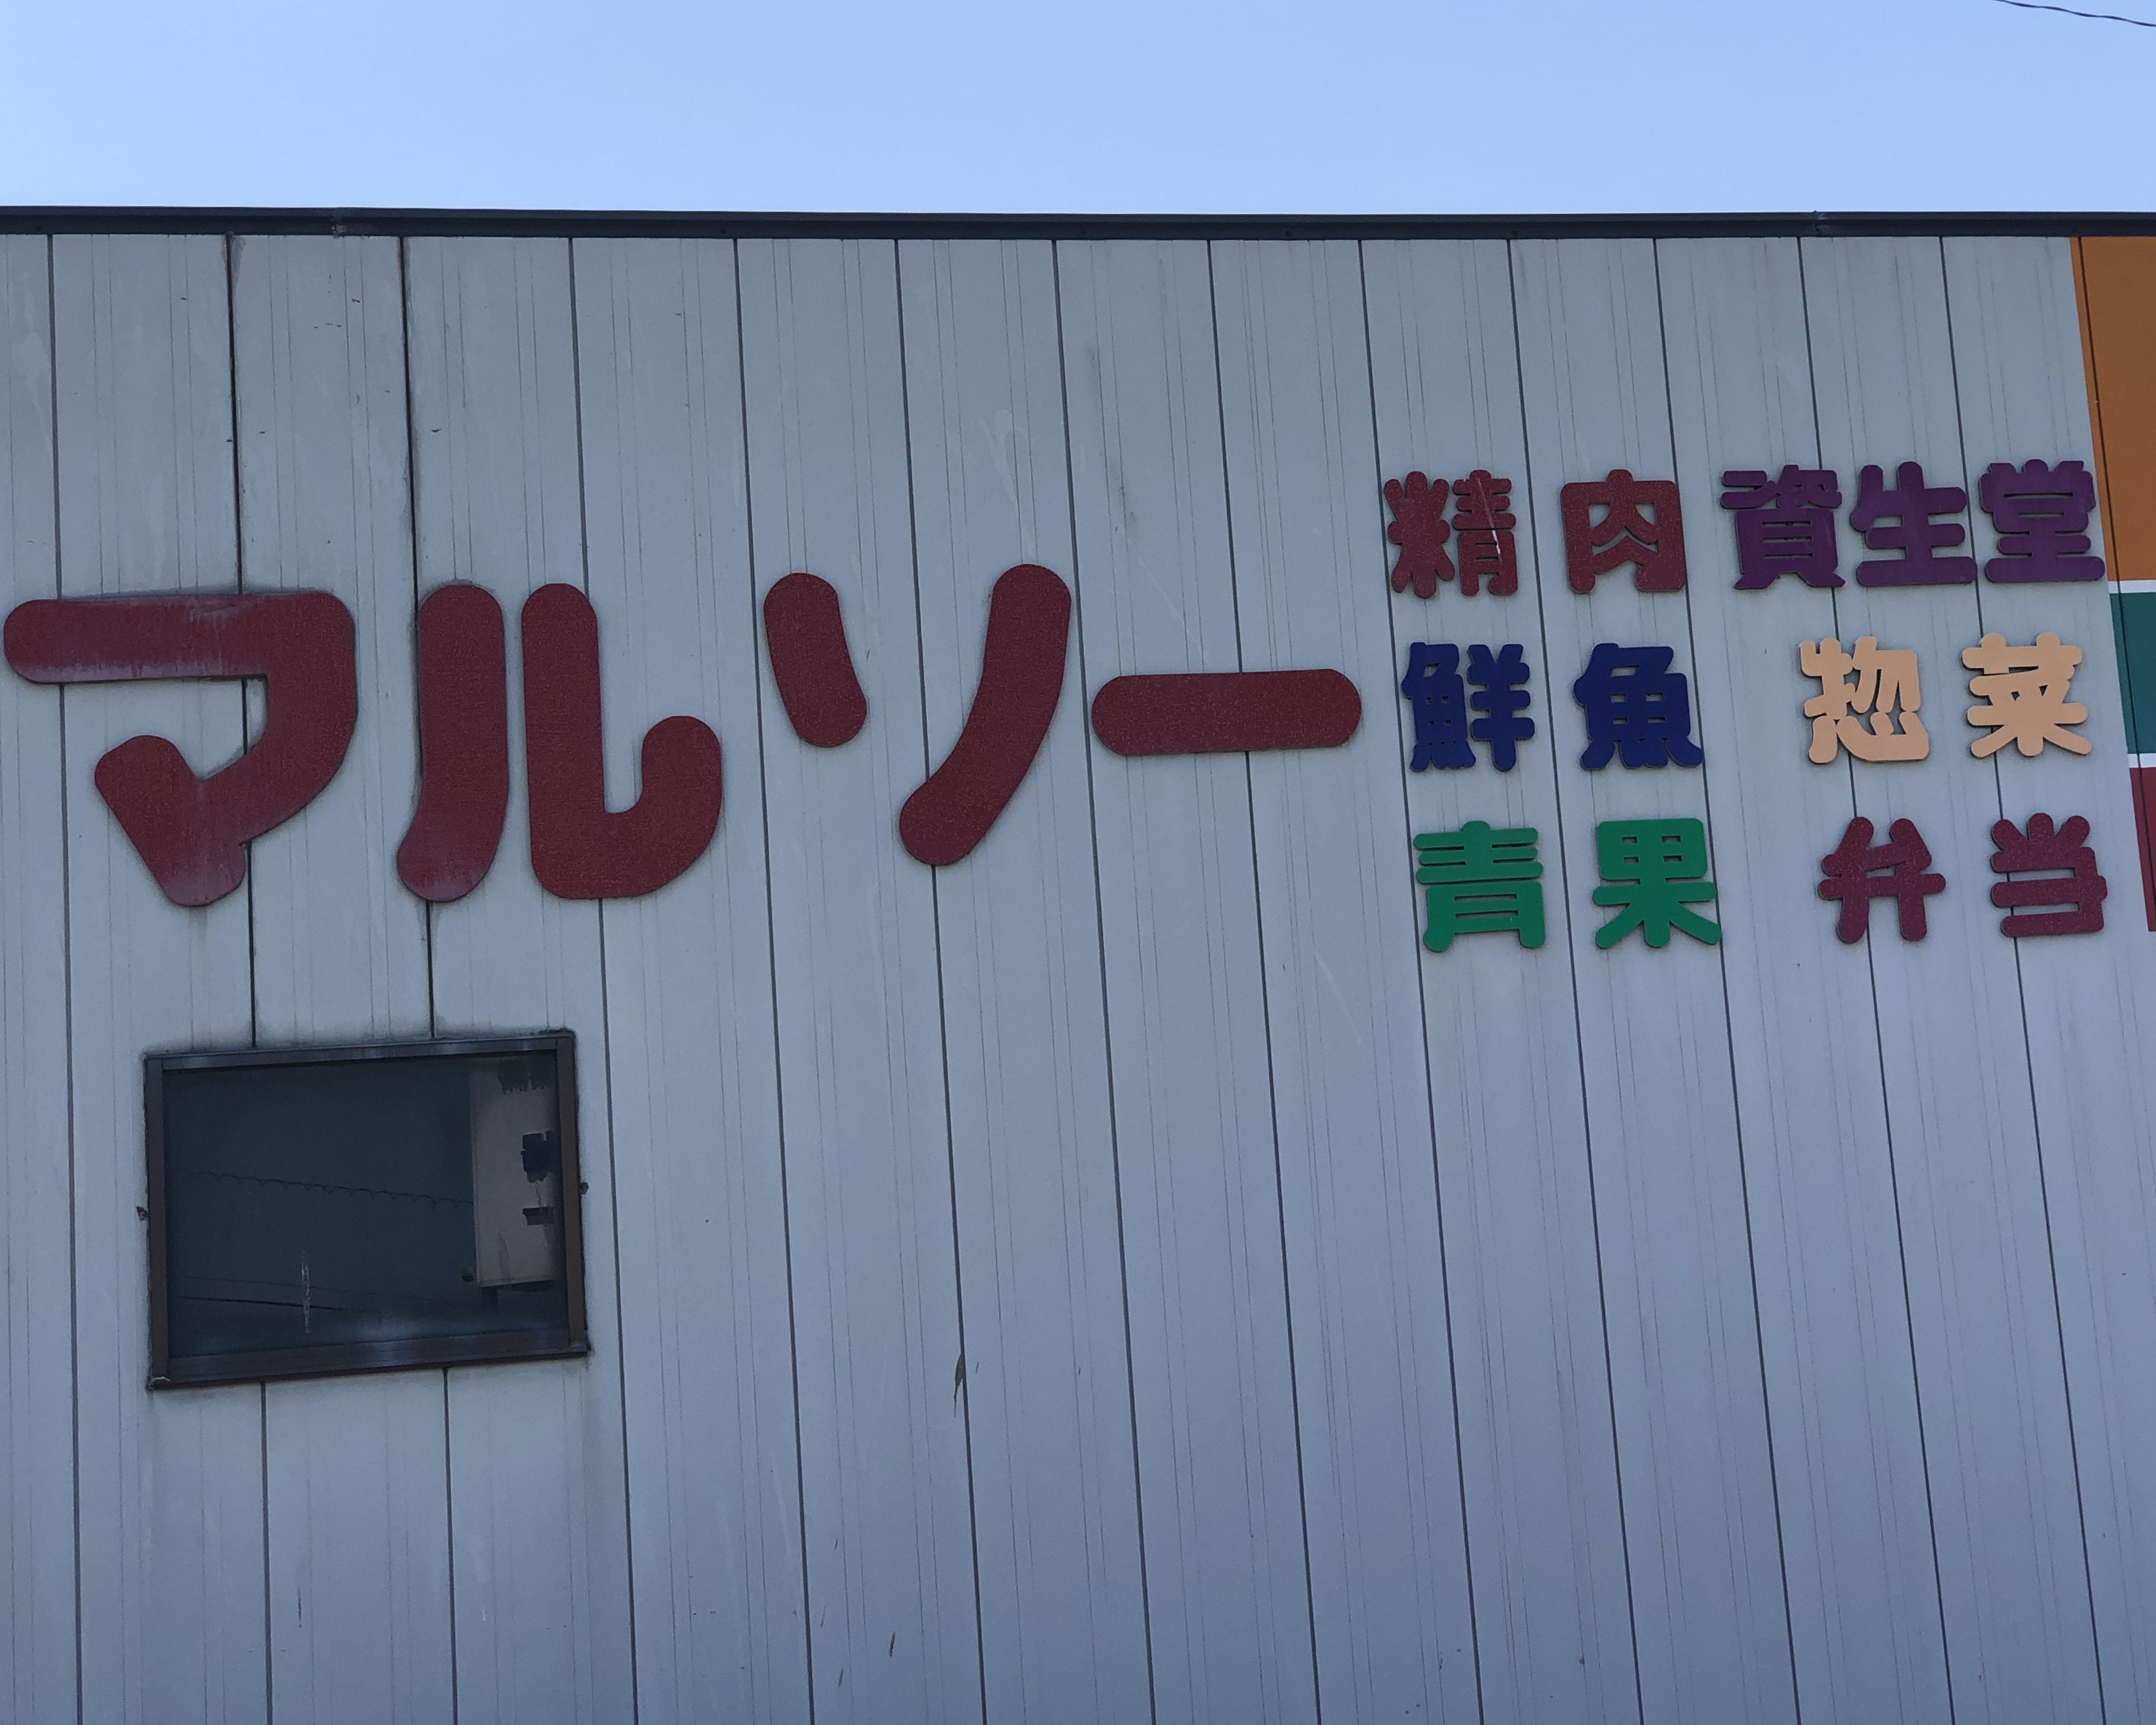 マルソー
精肉 資生堂
鮮魚 惣菜
青果 弁当